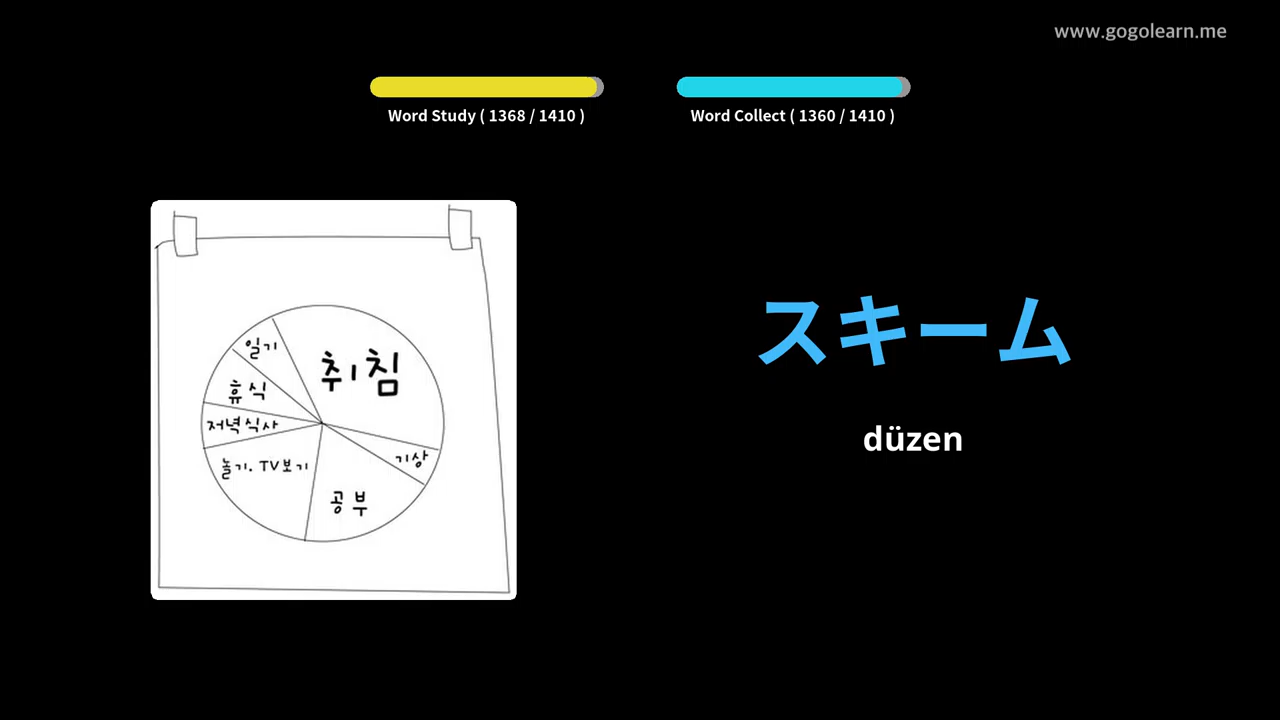 www.gogolearn.me
Word Study ( 1368 / 1410 )
Word Collect ( 1360 / 1410 )
일기
취침
휴식
저녁식사
놀기. TV보기
기상
공부
スキーム
düzen